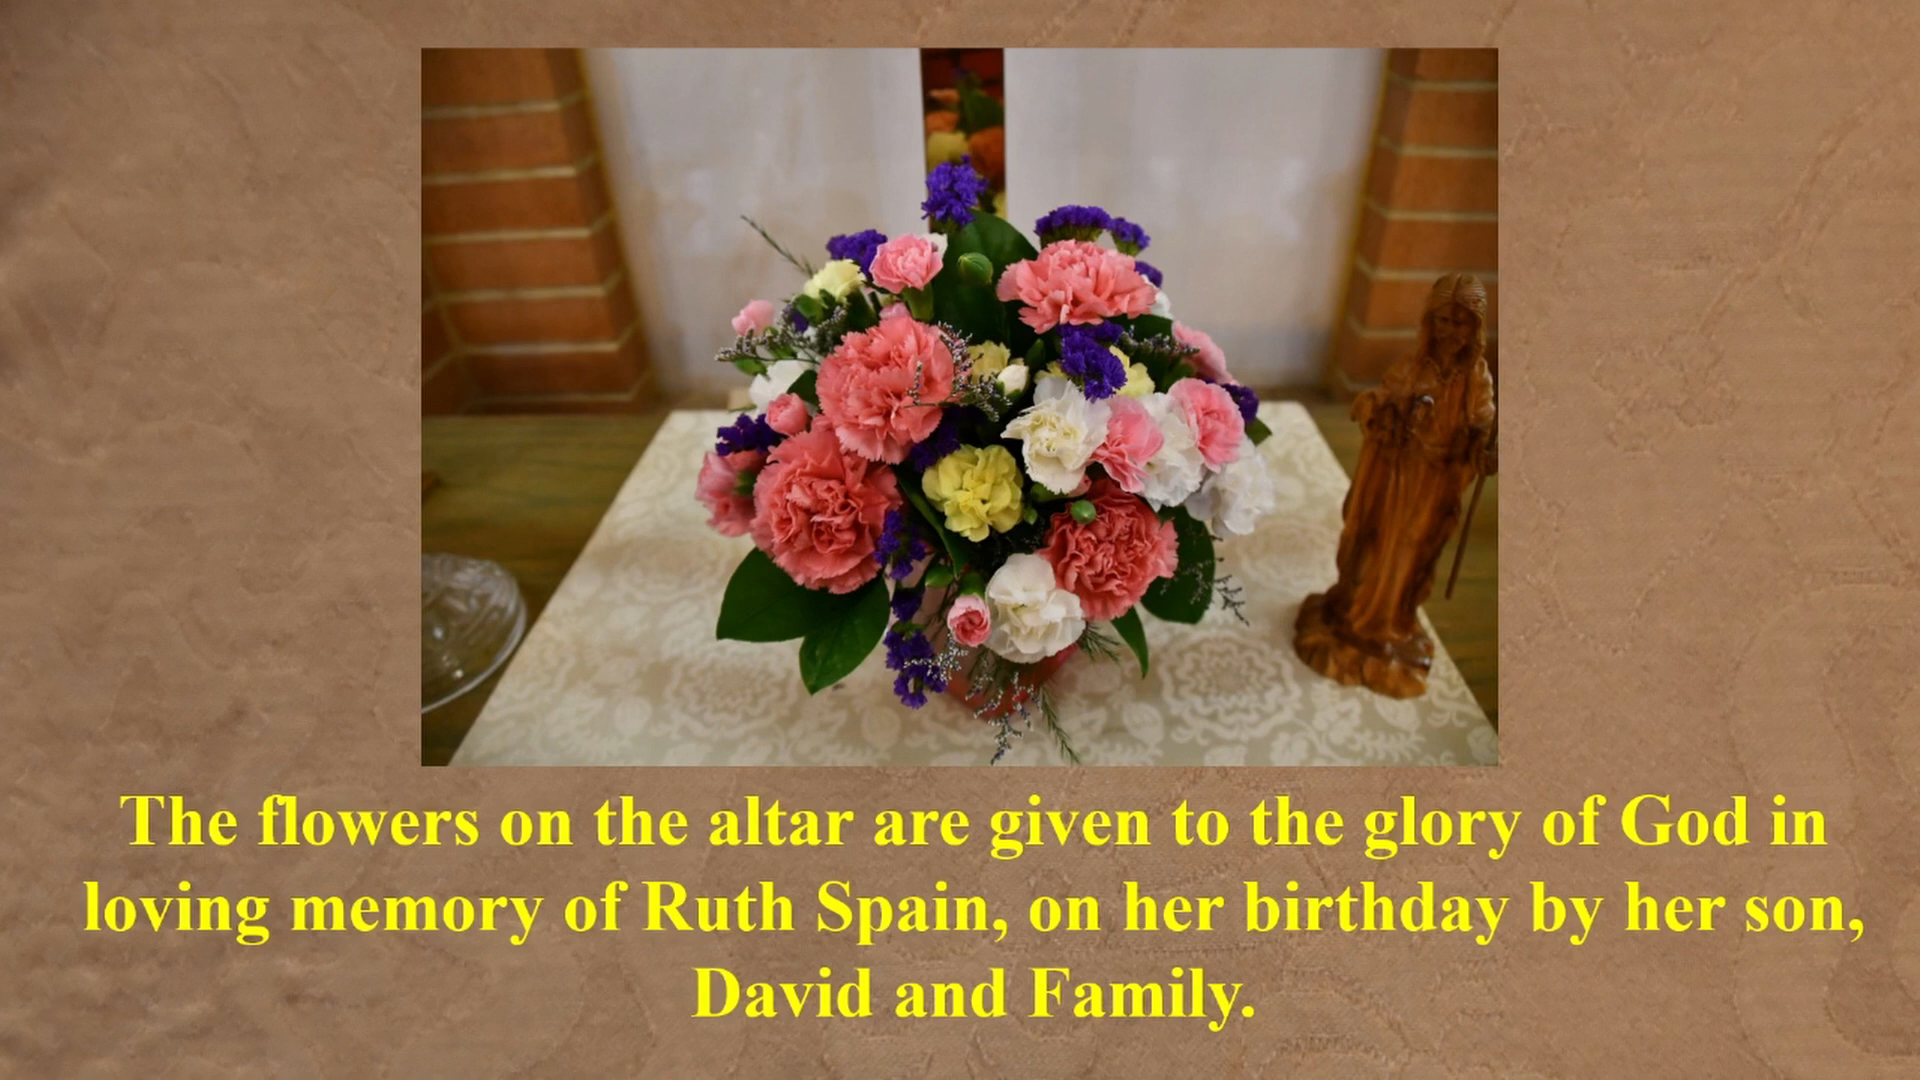 The flowers on the altar are given to the glory of God in
loving memory of Ruth Spain, on her birthday by her son,
David and Family.